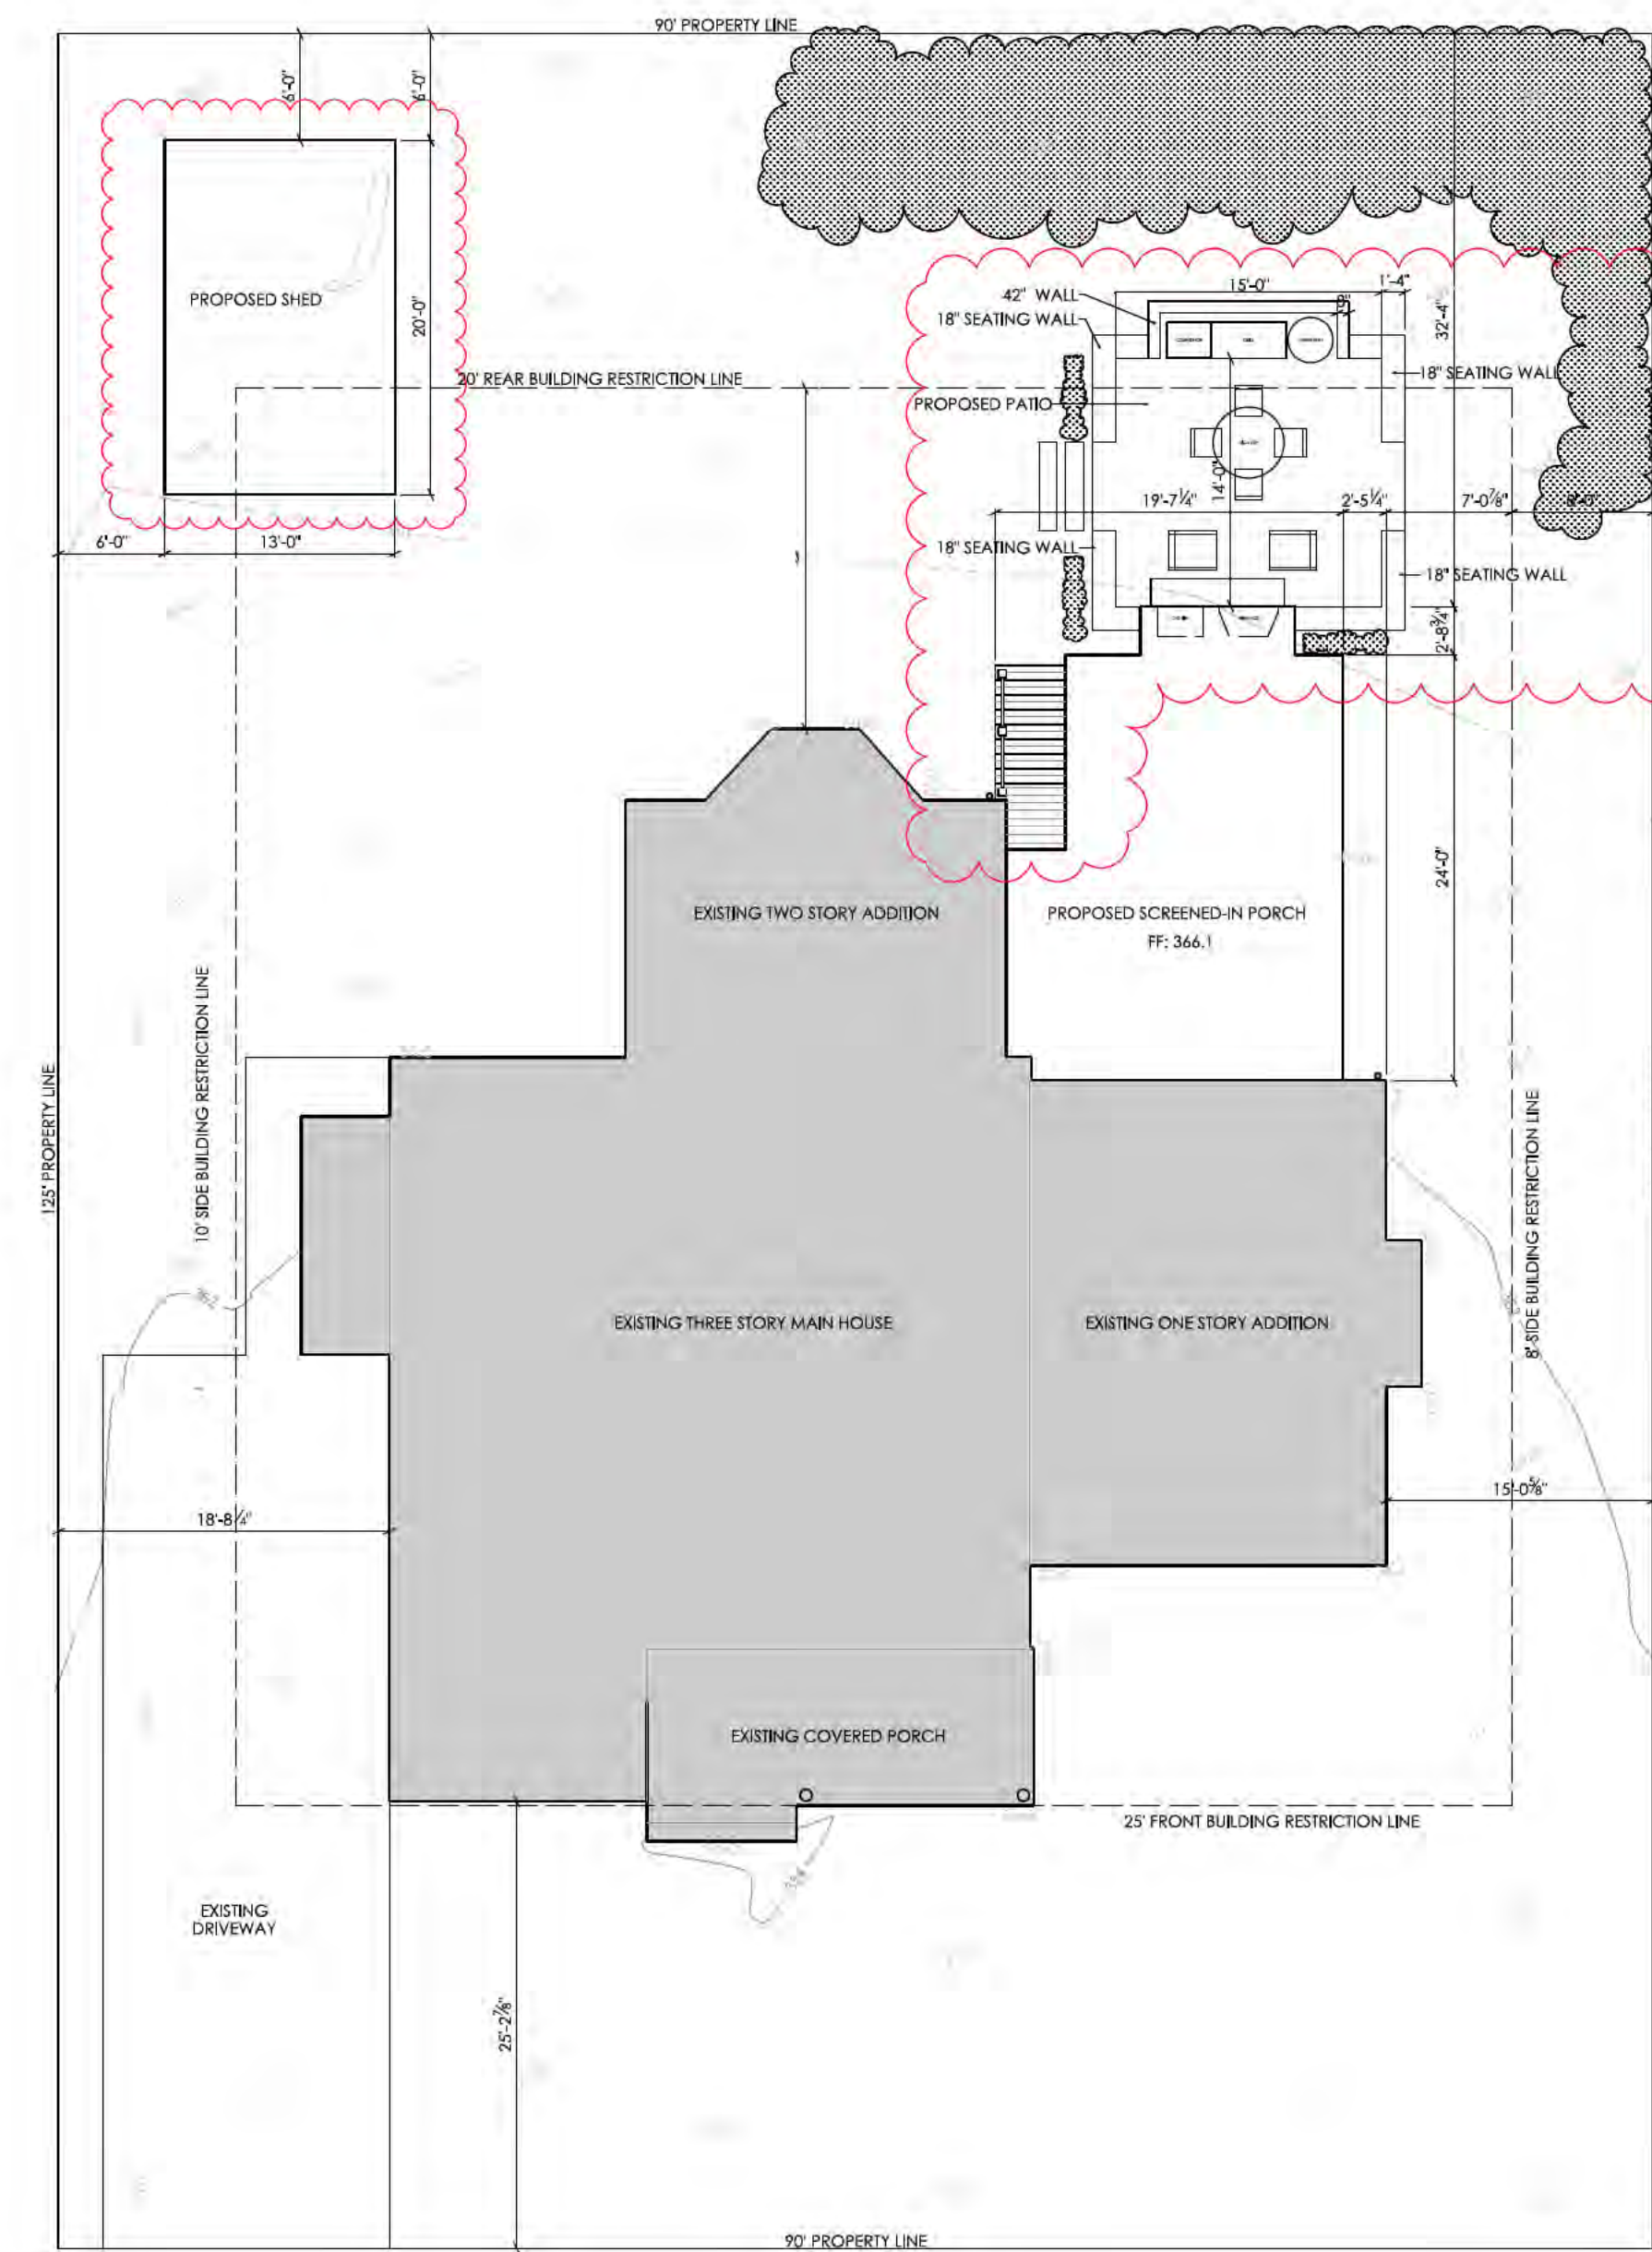 90' PROPERTY LINE
6'-0"
6'-0"
PROPOSED SHED
20'-0"
6'-0"
13'-0"
20' REAR BUILDING RESTRICTION LINE
15'-0"
1'-4"
42" WALL
18" SEATING WALL
32'-4"
18" SEATING WALL
PROPOSED PATIO
14'-0"
19'-7¼"
2'-5¼"
7'-0⅞"
8'-0"
18" SEATING WALL
18" SEATING WALL
2'-8¾"
24'-0"
EXISTING TWO STORY ADDITION
PROPOSED SCREENED-IN PORCH
FF: 366.1
10' SIDE BUILDING RESTRICTION LINE
125' PROPERTY LINE
8' SIDE BUILDING RESTRICTION LINE
EXISTING THREE STORY MAIN HOUSE
EXISTING ONE STORY ADDITION
15'-0⅝"
18'-8¼"
EXISTING COVERED PORCH
25' FRONT BUILDING RESTRICTION LINE
EXISTING
DRIVEWAY
25'-2⅞"
90' PROPERTY LINE